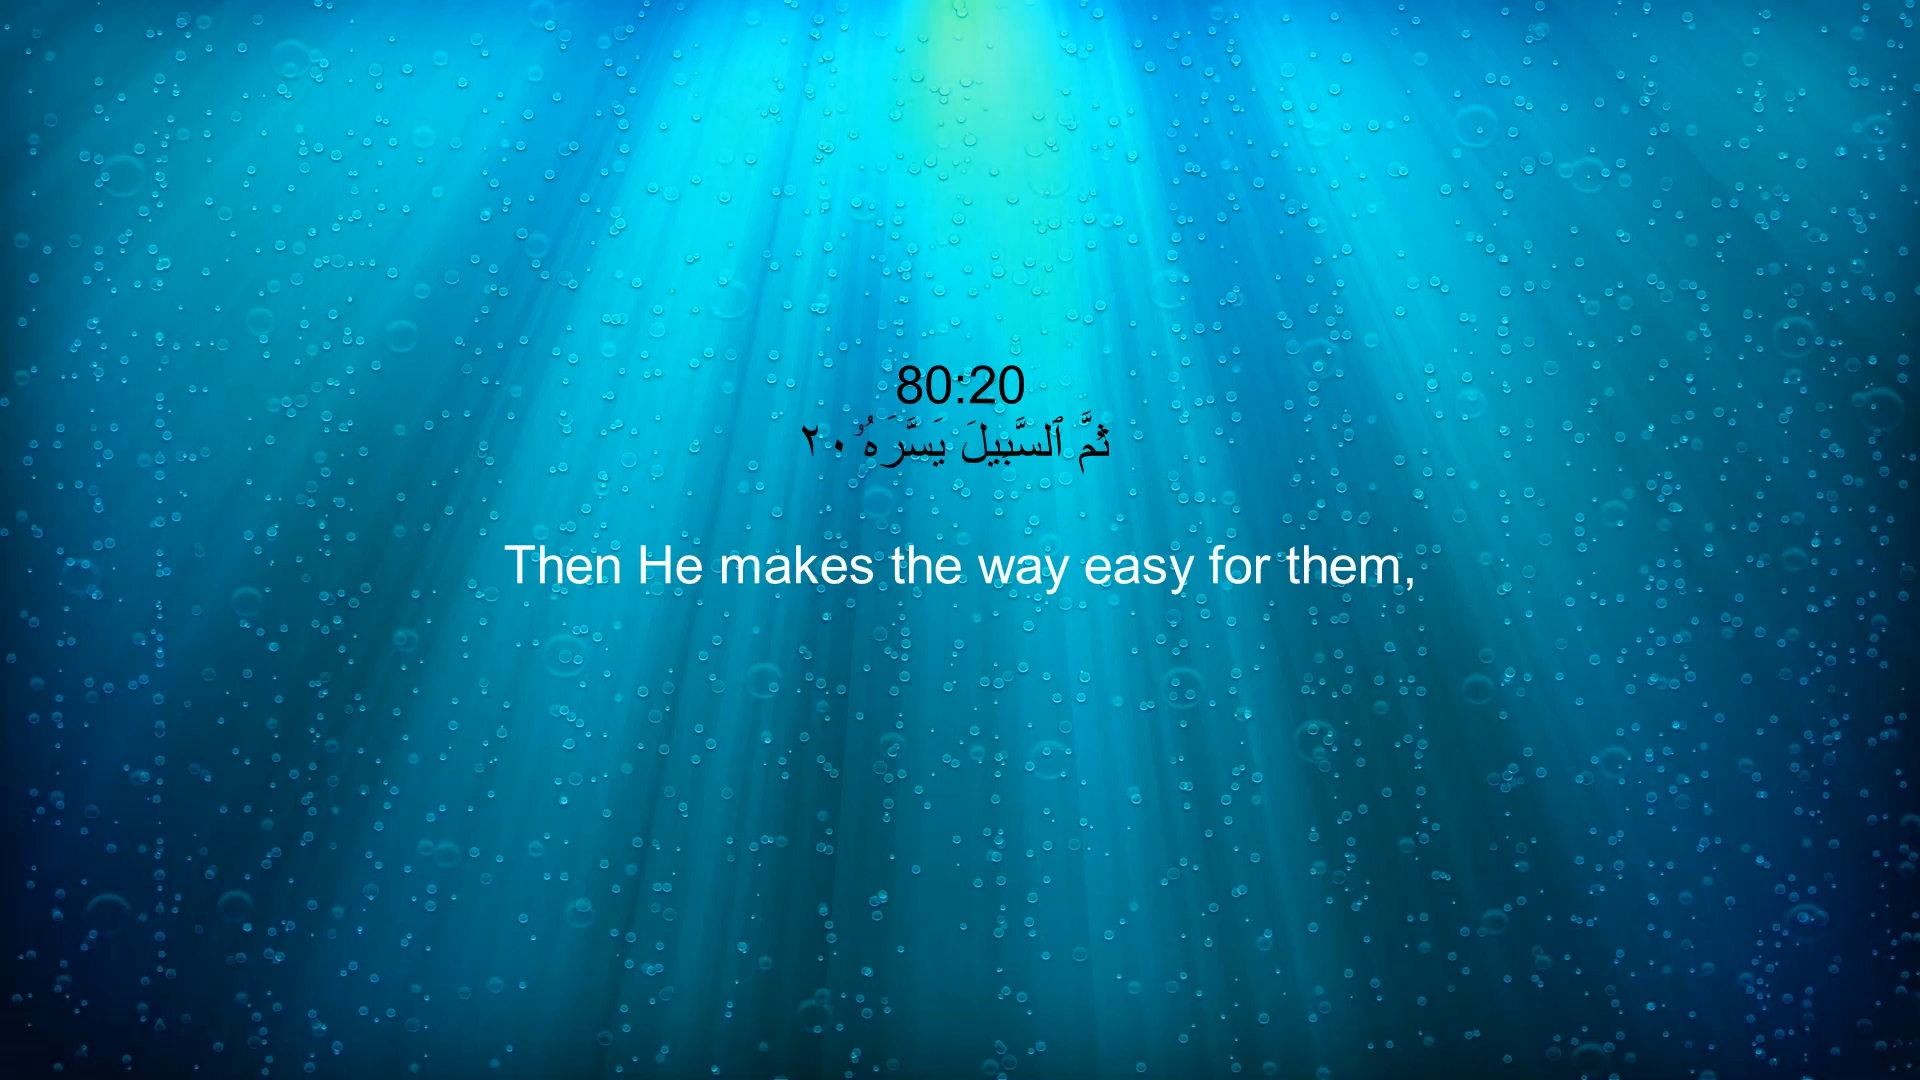 80:20
ثُمَّ ٱلسَّبِيلَ يَسَّرَهُۥ ٢٠
Then He makes the way easy for them,